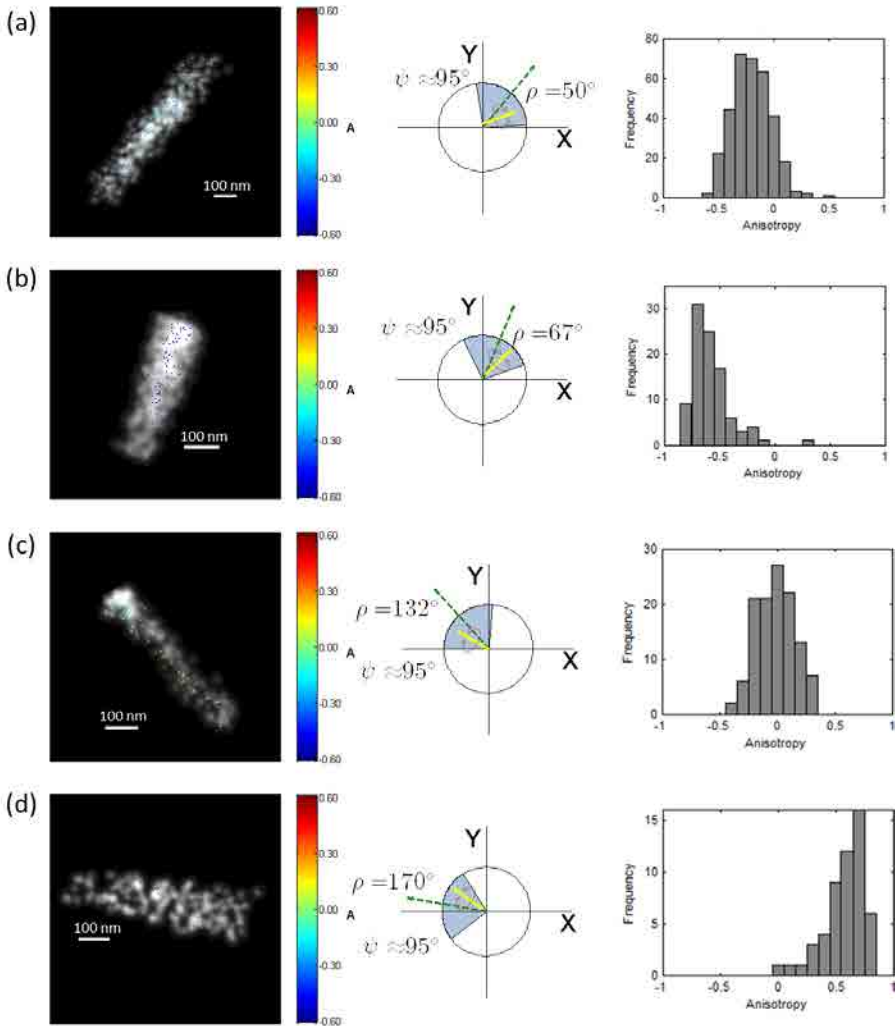 (a)
100 nm
0.60
0.30
0.00
-0.30
-0.60
A
Y
ψ ≈95°
ρ =50°
X
80
60
40
20
0
Frequency
-1 -0.5 0 0.5 1
Anisotropy
(b)
100 nm
0.60
0.30
0.00
-0.30
-0.60
A
Y
ψ ≈95°
ρ =67°
X
30
20
10
0
Frequency
-1 -0.5 0 0.5 1
Anisotropy
(c)
100 nm
0.60
0.30
0.00
-0.30
-0.60
A
Y
ρ =132°
ψ ≈95°
X
30
20
10
0
Frequency
-1 -0.5 0 0.5 1
Anisotropy
(d)
100 nm
0.60
0.30
0.00
-0.30
-0.60
A
Y
ρ =170°
ψ ≈95°
X
15
10
5
0
Frequency
-1 -0.5 0 0.5 1
Anisotropy